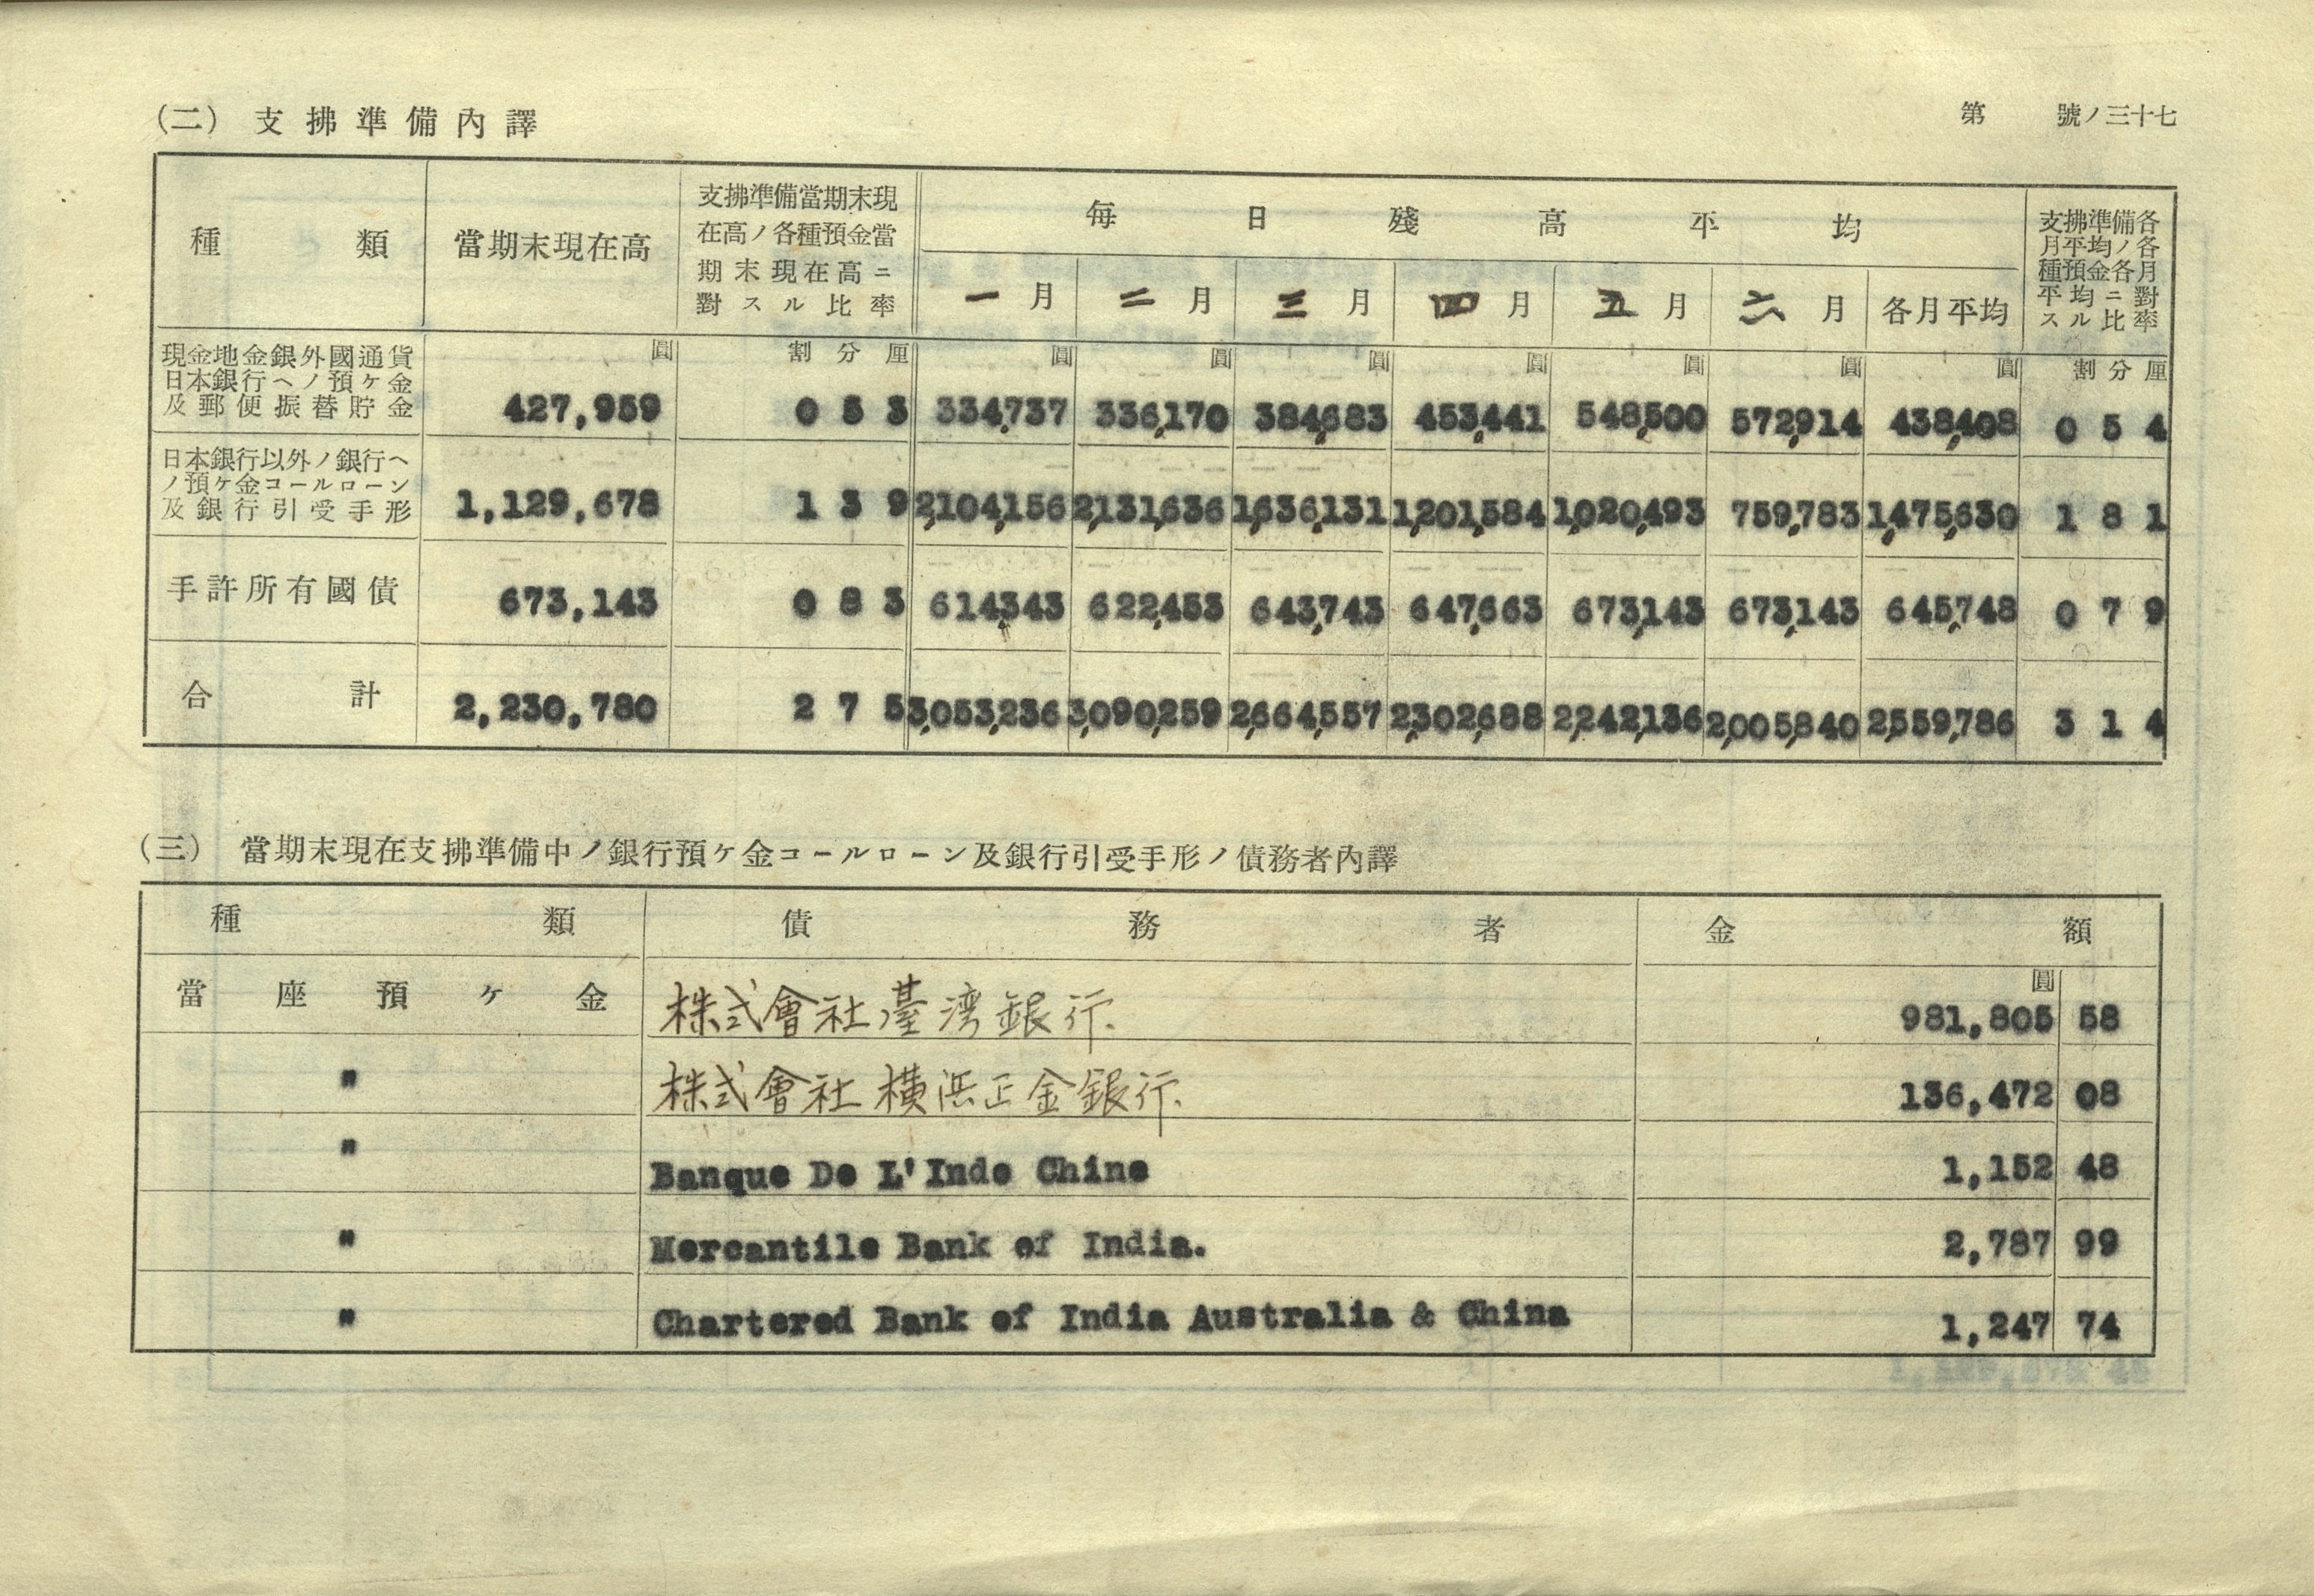 第 號ノ三十七
(二) 支拂準備內譯
種類 當期末現在高 支拂準備當期末現在高ノ各種預金當期末現在高ニ對スル比率 每日殘高平均 支拂準備各月平均ノ各種預金各月平均ニ對スル比率
一月 二月 三月 四月 五月 六月 各月平均
圓 割分厘 圓 圓 圓 圓 圓 圓 圓 割分厘
現金地金銀外國通貨
日本銀行ヘノ預ケ金
及郵便振替貯金 427,959 0 5 3 334,737 336,170 384,683 453,441 548,500 572,914 438,408 0 5 4
日本銀行以外ノ銀行ヘ
ノ預ケ金コールローン
及銀行引受手形 1,129,678 1 3 9 2,104,156 2,131,636 1,636,131 1,201,584 1,020,493 759,783 1,475,630 1 8 1
手許所有國債 673,143 0 8 3 614,343 622,453 643,743 647,663 673,143 673,143 645,748 0 7 9
合計 2,230,780 2 7 5 3,053,236 3,090,259 2,664,557 2,302,688 2,242,136 2,005,840 2,559,786 3 1 4
(三) 當期末現在支拂準備中ノ銀行預ケ金コールローン及銀行引受手形ノ債務者內譯
種類 債務者 金額
圓
當座預ケ金 株式會社臺湾銀行. 981,805 58
〃 株式會社橫浜正金銀行. 136,472 08
〃 Banque De L'Indo Chine 1,152 48
〃 Mercantile Bank of India. 2,787 99
〃 Chartered Bank of India Australia & China 1,247 74